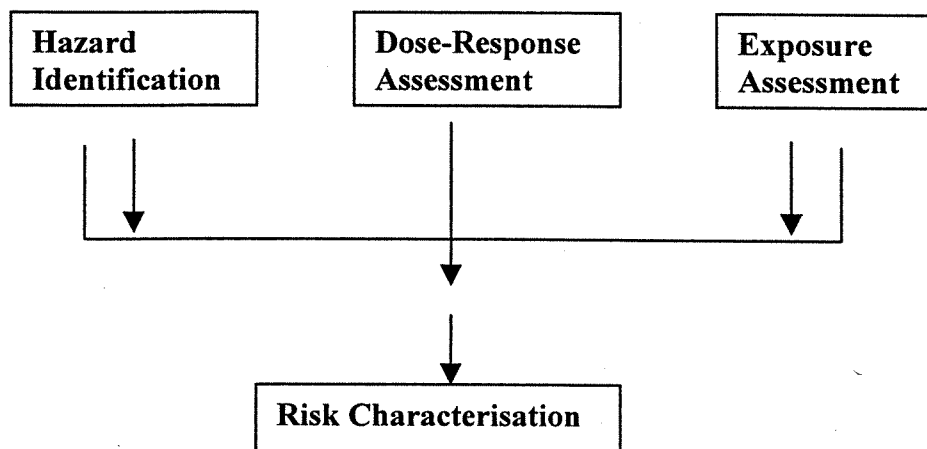 Hazard
Identification
Dose-Response
Assessment
Exposure
Assessment
Risk Characterisation